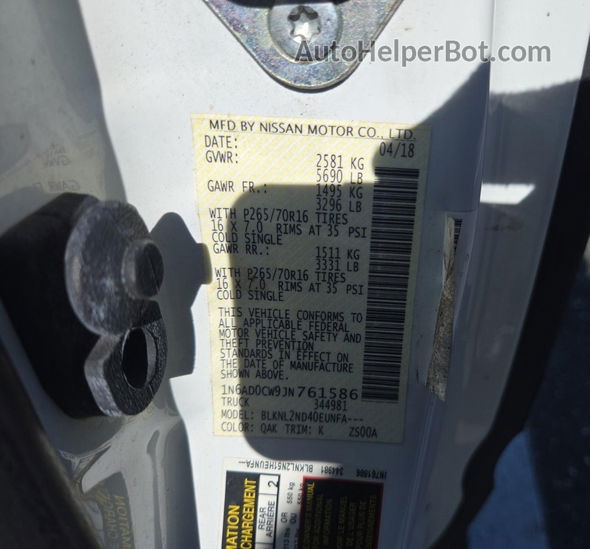 AutoHelperBot.com
MFD BY NISSAN MOTOR CO., LTD.
DATE: 04/18
GVWR: 2581 KG
5690 LB
GAWR FR.: 1495 KG
3296 LB
WITH P265/70R16 TIRES
16 X 7.0 RIMS AT 35 PSI
COLD SINGLE
GAWR RR.: 1511 KG
3331 LB
WITH P265/70R16 TIRES
16 X 7.0 RIMS AT 35 PSI
COLD SINGLE
THIS VEHICLE CONFORMS TO
ALL APPLICABLE FEDERAL
MOTOR VEHICLE SAFETY AND
THEFT PREVENTION
STANDARDS IN EFFECT ON
THE DATE OF MANUFACTURE
SHOWN ABOVE.
1N6AD0CW9JN761586
TRUCK 344981
MODEL: BLKNL2ND40EUNFA---
COLOR: QAK TRIM: K ZS00A
344981
REAR
ARRIÈRE
2